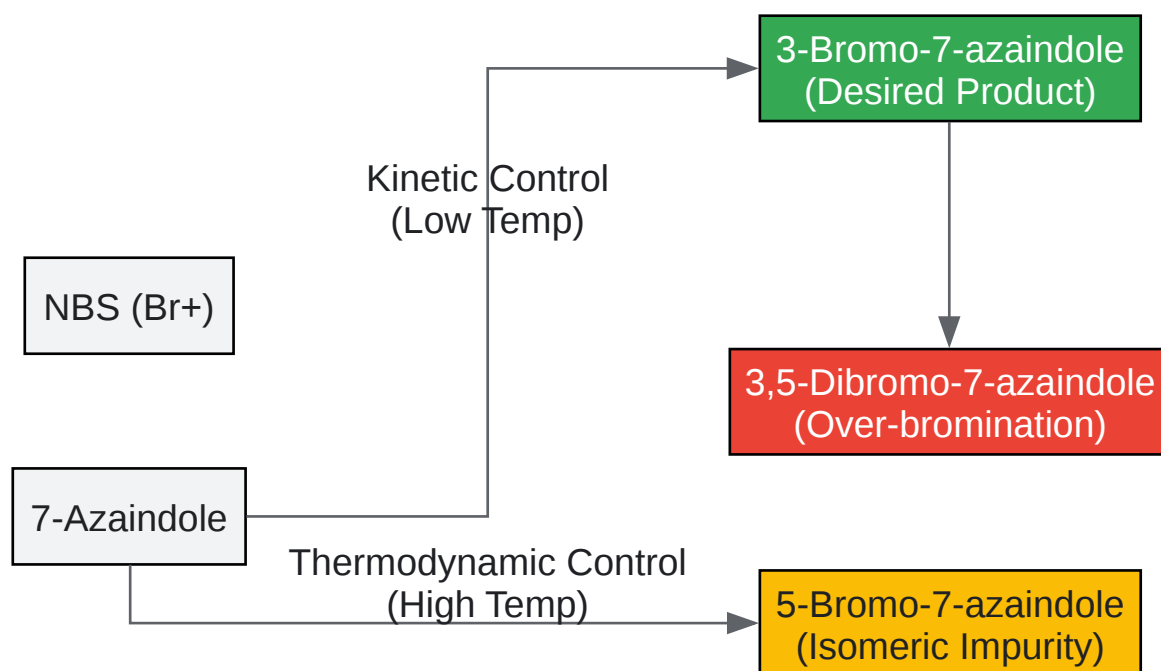 3-Bromo-7-azaindole
(Desired Product)
Kinetic Control
(Low Temp)
NBS (Br+)
3,5-Dibromo-7-azaindole
(Over-bromination)
7-Azaindole
Thermodynamic Control
(High Temp)
5-Bromo-7-azaindole
(Isomeric Impurity)